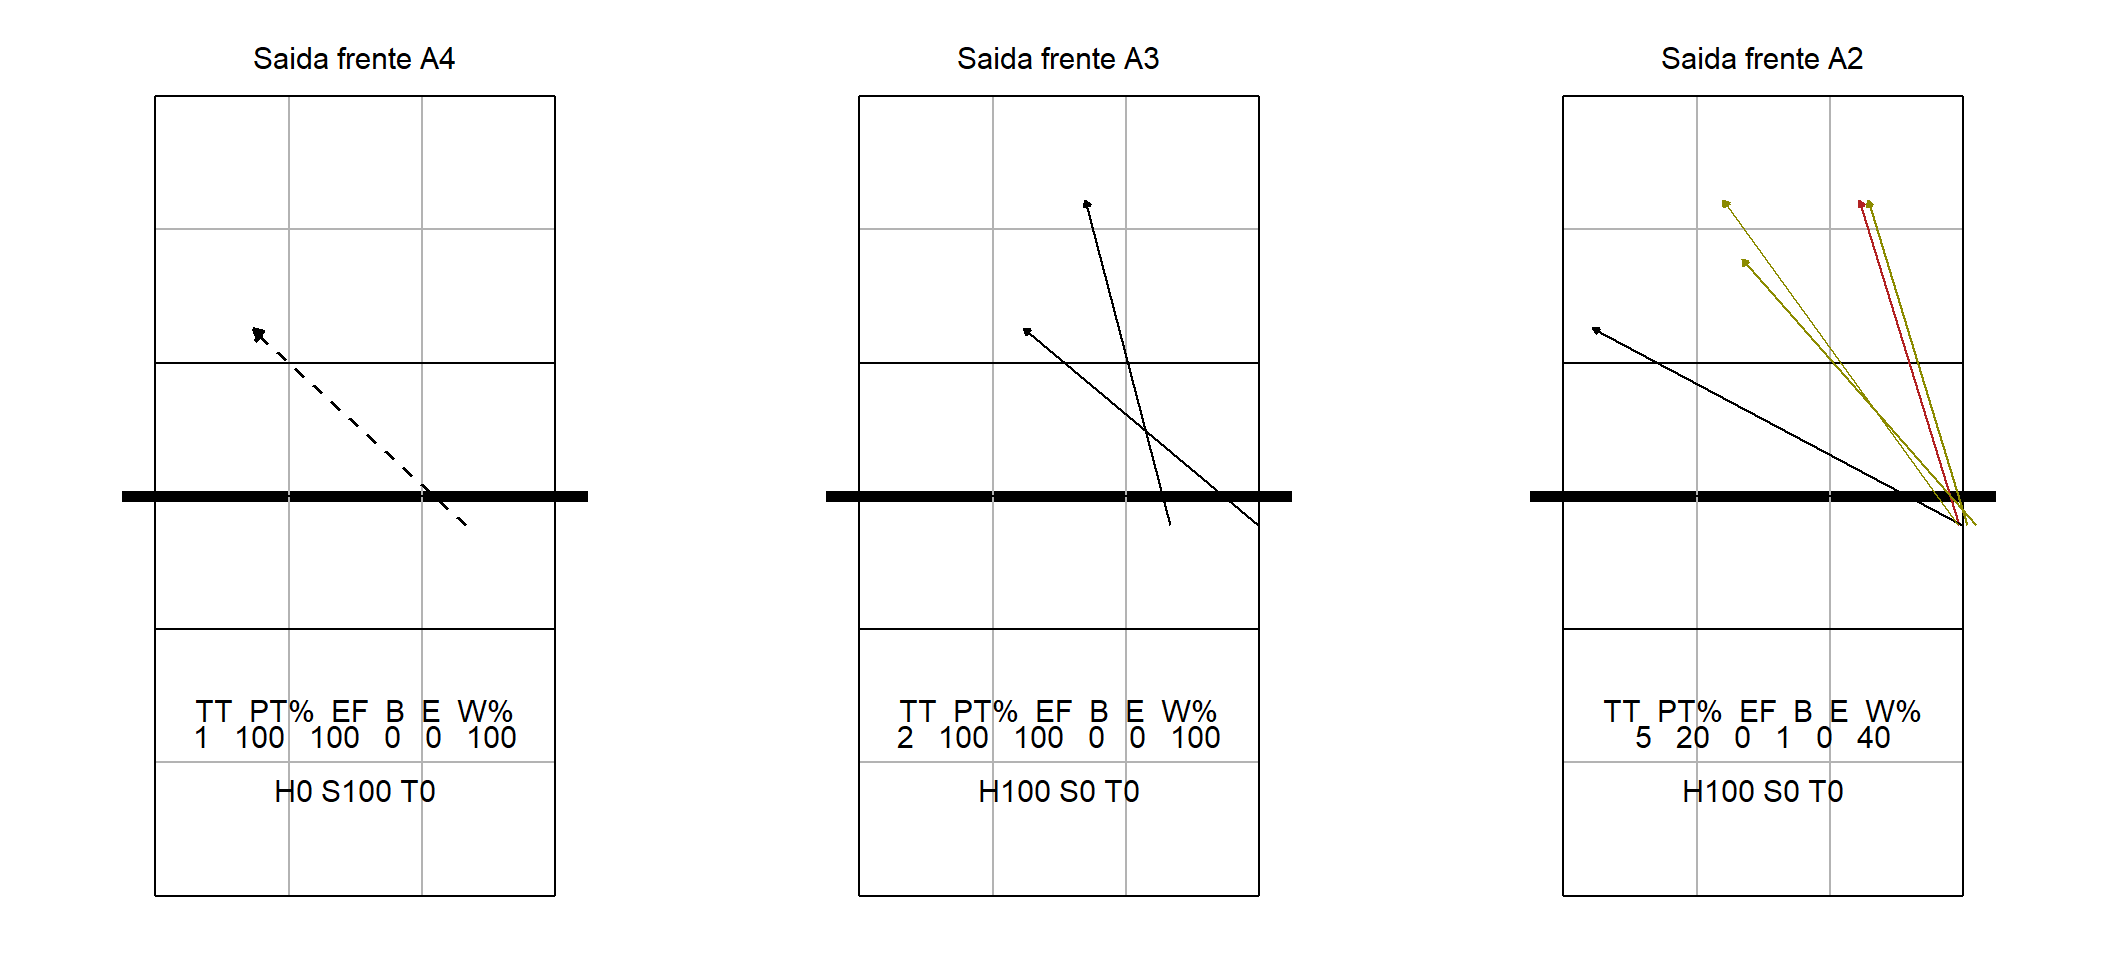 Saida frente A4
TT PT% EF B E W%
1 100 100 0 0 100
H0 S100 T0
Saida frente A3
TT PT% EF B E W%
2 100 100 0 0 100
H100 S0 T0
Saida frente A2
TT PT% EF B E W%
5 20 0 1 0 40
H100 S0 T0